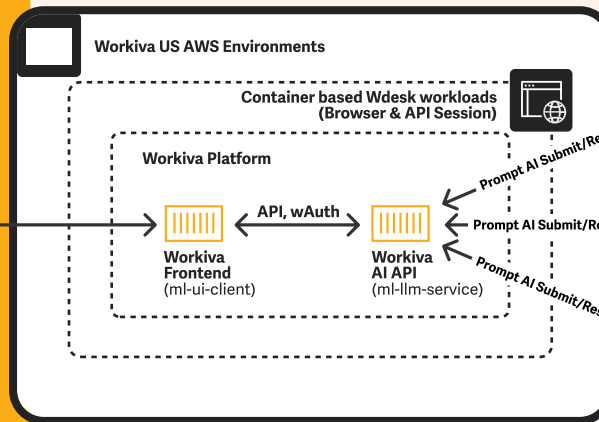 Workiva US AWS Environments
Container based Wdesk workloads
(Browser & API Session)
Workiva Platform
Prompt AI Submit/Re
API, wAuth
Prompt AI Submit/Re
Workiva
Frontend
(ml-ui-client)
Workiva
AI API
(ml-llm-service)
Prompt AI Submit/Res